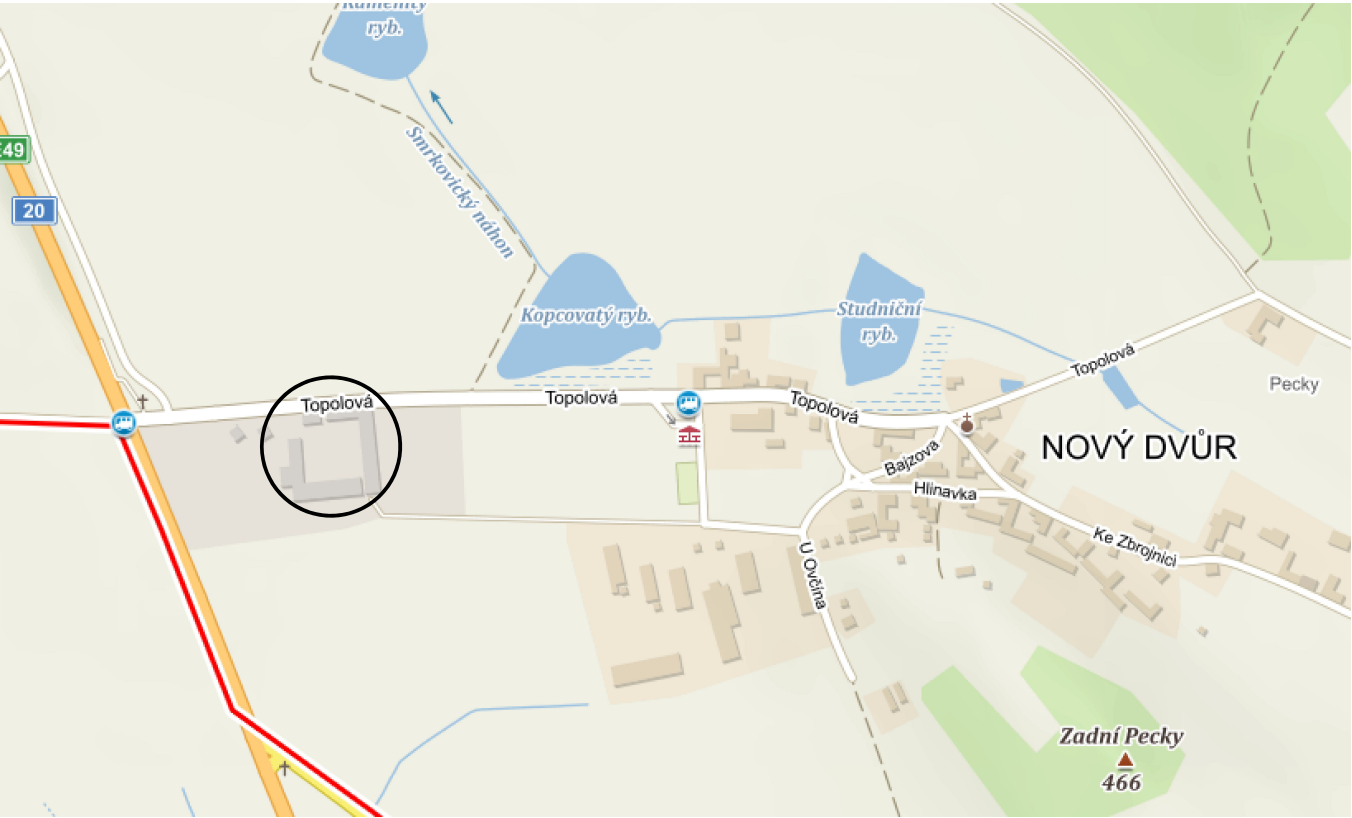 Kamenitý
ryb.
E49
20
Smrkovický náhon
Kopcovatý ryb.
Studniční
ryb.
Topolová
Topolová
Topolová
Topolová
Pecky
Bajzova
NOVÝ DVŮR
Hlinavka
Ke Zbrojnici
U Ovčína
Zadní Pecky
466